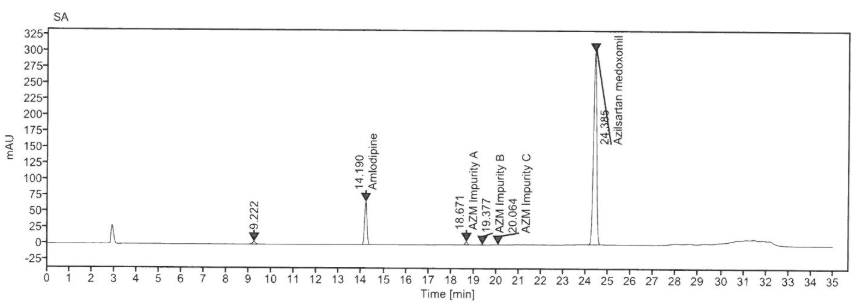 SA
325
300
275
250
225
200
175
150
125
100
75
50
25
0
-25
mAU
9.222
14.190
Amlodipine
18.671
AZM Impurity A
19.377
AZM Impurity B
20.064
AZM Impurity C
24.385
Azilsartan medoxomil
0 1 2 3 4 5 6 7 8 9 10 11 12 13 14 15 16 17 18 19 20 21 22 23 24 25 26 27 28 29 30 31 32 33 34 35
Time [min]